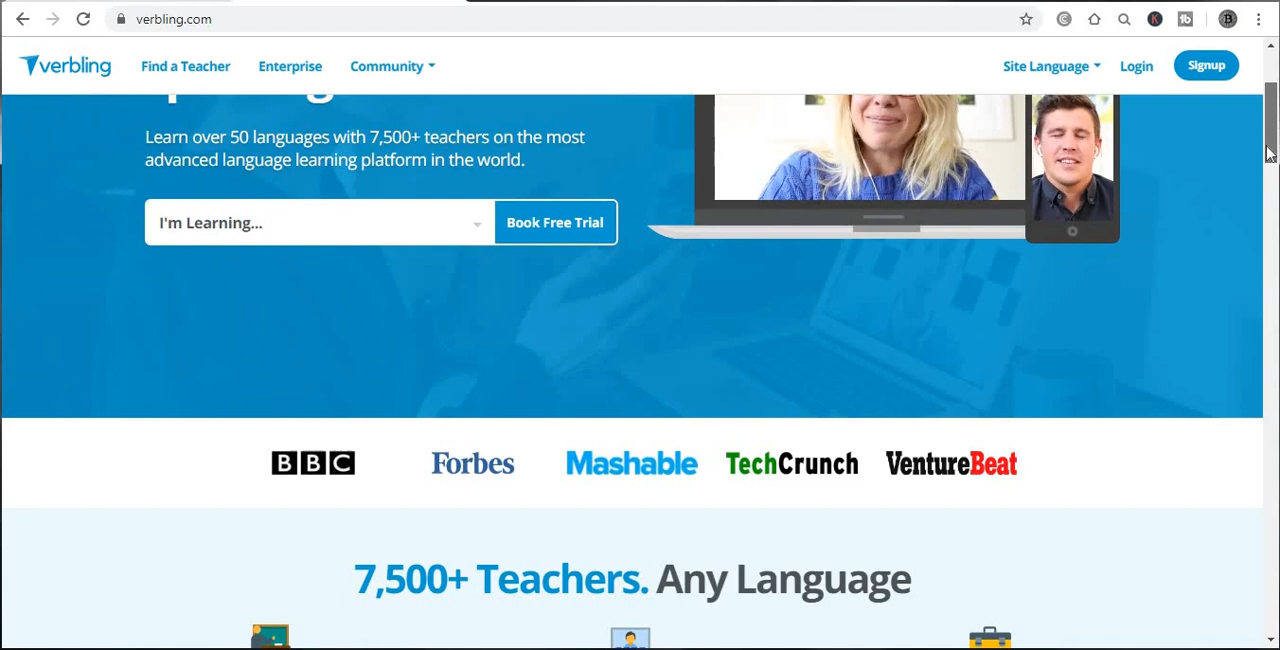 verbling.com
verbling
Find a Teacher
Enterprise
Community
Site Language
Login
Signup
Learn over 50 languages with 7,500+ teachers on the most
advanced language learning platform in the world.
I'm Learning...
Book Free Trial
BBC
Forbes
Mashable
TechCrunch
VentureBeat
7,500+ Teachers. Any Language